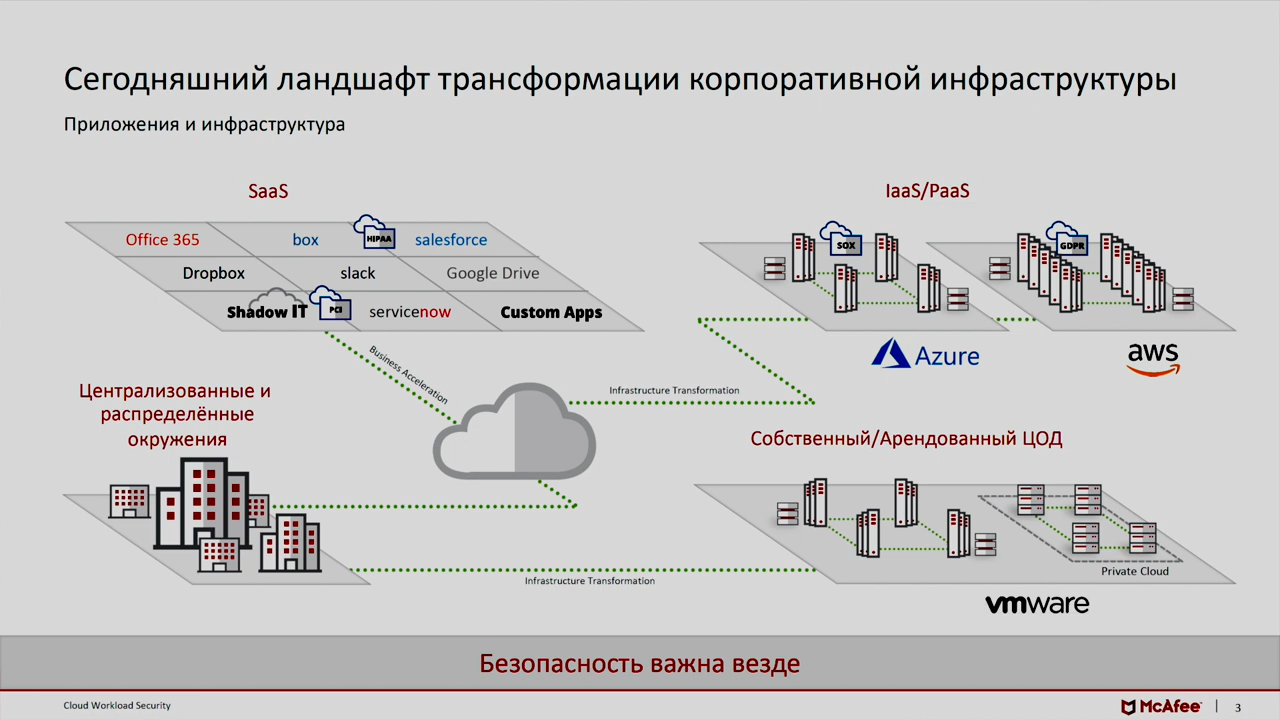 Сегодняшний ландшафт трансформации корпоративной инфраструктуры
Приложения и инфраструктура
SaaS
IaaS/PaaS
Office 365
box
HIPAA
salesforce
Dropbox
slack
Google Drive
Shadow IT
PCI
servicenow
Custom Apps
SOX
GDPR
Azure
aws
Business Acceleration
Infrastructure Transformation
Централизованные и
распределённые
окружения
Собственный/Арендованный ЦОД
Private Cloud
Infrastructure Transformation
vmware
Безопасность важна везде
Cloud Workload Security
McAfee
3